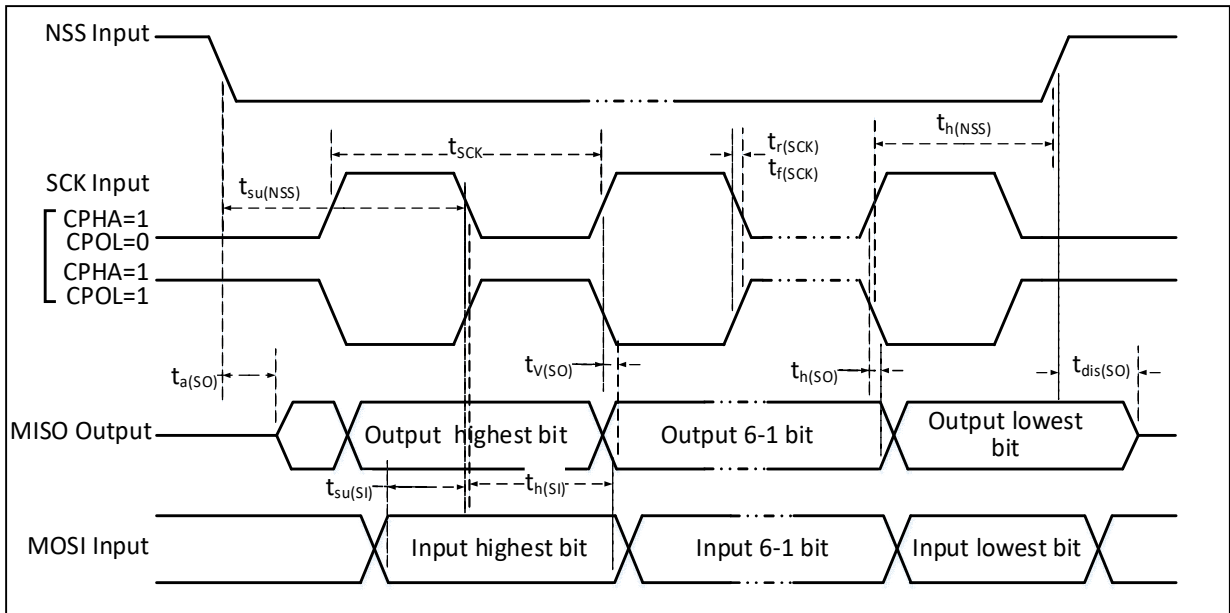 NSS Input
th(NSS)
tSCK
tr(SCK)
tf(SCK)
SCK Input
tsu(NSS)
CPHA=1
CPOL=0
CPHA=1
CPOL=1
ta(SO)
tV(SO)
th(SO)
tdis(SO)
MISO Output
Output highest bit
Output 6-1 bit
Output lowest
bit
tsu(SI)
th(SI)
MOSI Input
Input highest bit
Input 6-1 bit
Input lowest bit